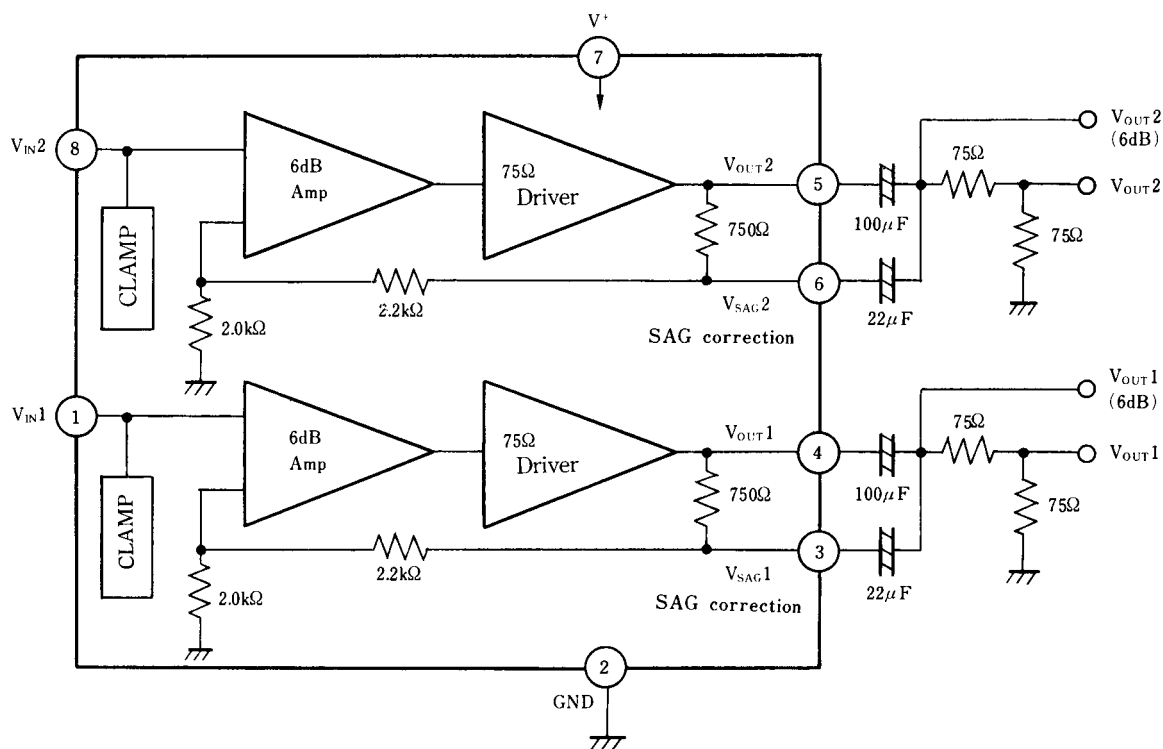 V+
7
VIN2
8
6dB
Amp
75Ω
Driver
VOUT2
5
100μF
75Ω
VOUT2
(6dB)
VOUT2
75Ω
CLAMP
750Ω
2.2kΩ
2.0kΩ
VSAG2
6
22μF
SAG correction
VIN1
1
6dB
Amp
75Ω
Driver
VOUT1
4
100μF
75Ω
VOUT1
(6dB)
VOUT1
75Ω
CLAMP
750Ω
2.2kΩ
2.0kΩ
VSAG1
3
22μF
SAG correction
2
GND